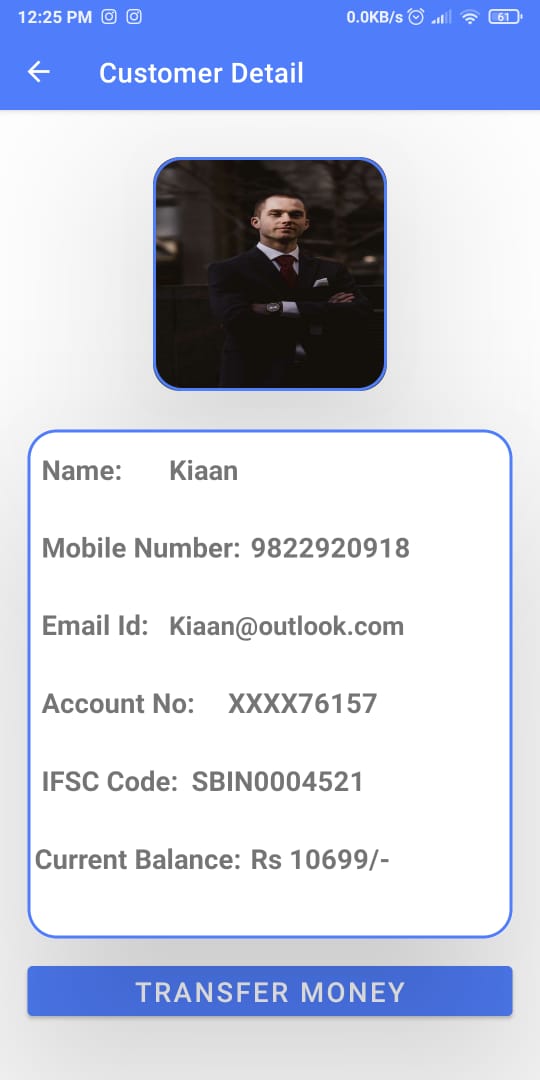 12:25 PM 0.0KB/s 61
Customer Detail
Name: Kiaan
Mobile Number: 9822920918
Email Id: Kiaan@outlook.com
Account No: XXXX76157
IFSC Code: SBIN0004521
Current Balance: Rs 10699/-
TRANSFER MONEY